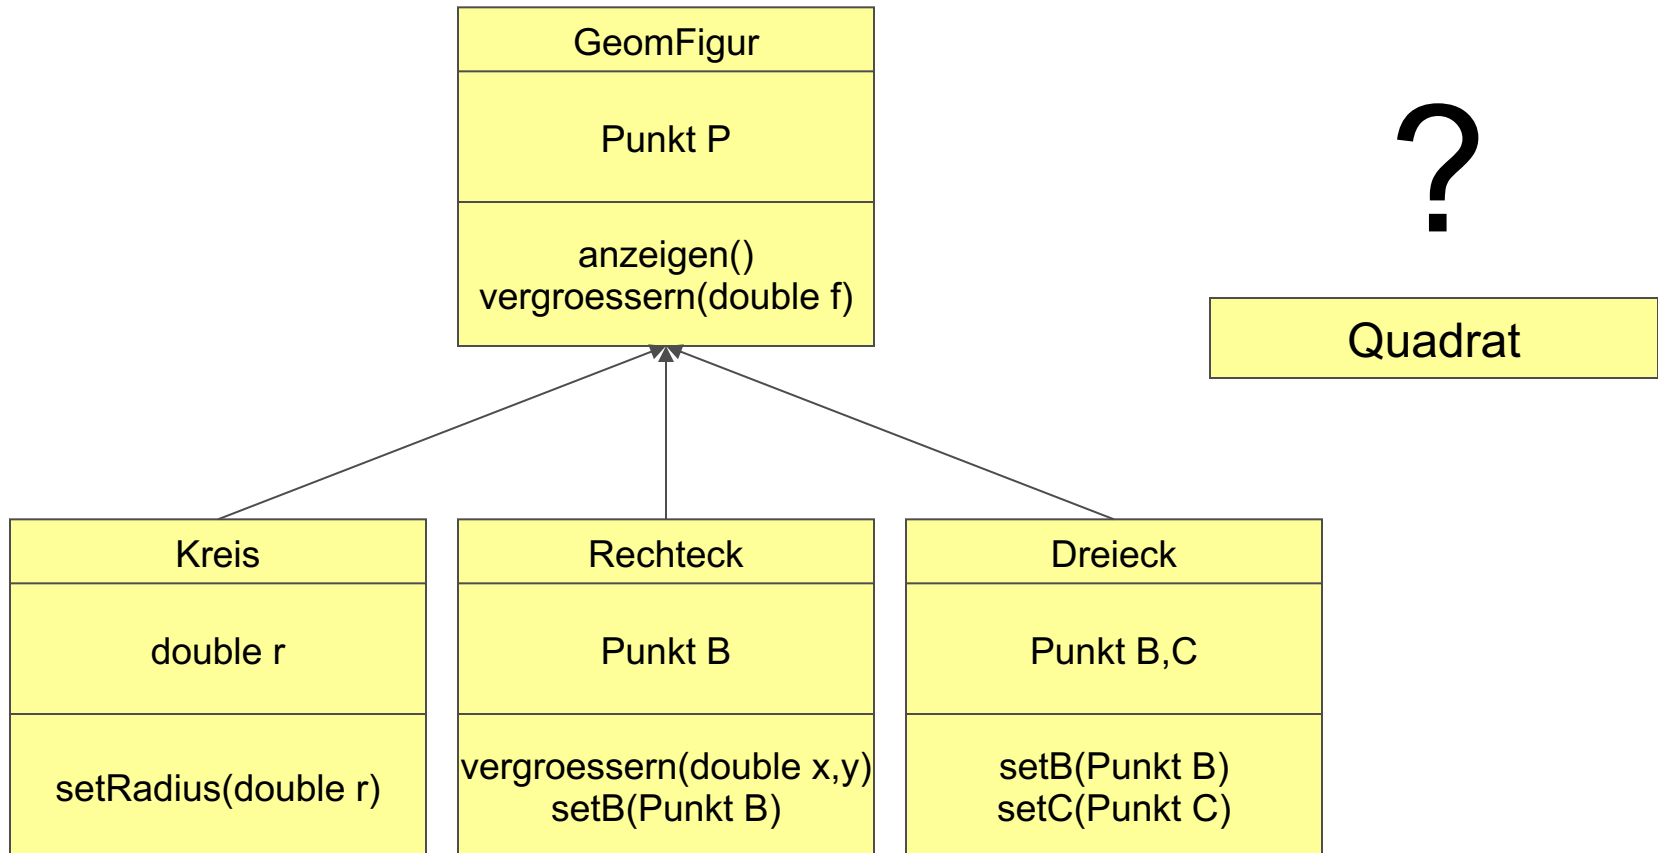 GeomFigur
Punkt P
anzeigen()
vergroessern(double f)
?
Quadrat
Kreis
double r
setRadius(double r)
Rechteck
Punkt B
vergroessern(double x,y)
setB(Punkt B)
Dreieck
Punkt B,C
setB(Punkt B)
setC(Punkt C)